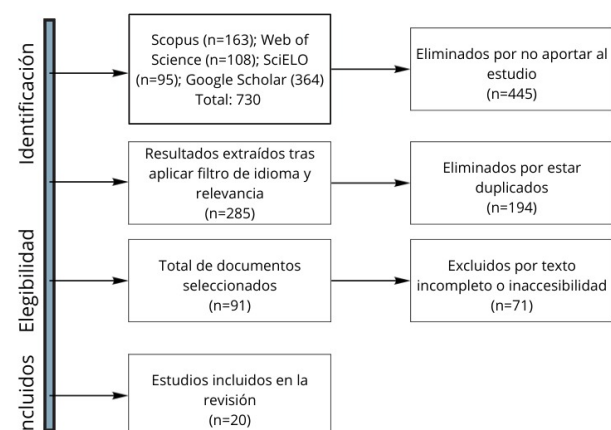 Identificación
Scopus (n=163); Web of
Science (n=108); SciELO
(n=95); Google Scholar (364)
Total: 730
Eliminados por no aportar al
estudio
(n=445)
Resultados extraídos tras
aplicar filtro de idioma y
relevancia
(n=285)
Eliminados por estar
duplicados
(n=194)
Elegibilidad
Total de documentos
seleccionados
(n=91)
Excluidos por texto
incompleto o inaccesibilidad
(n=71)
ncluidos
Estudios incluidos en la
revisión
(n=20)